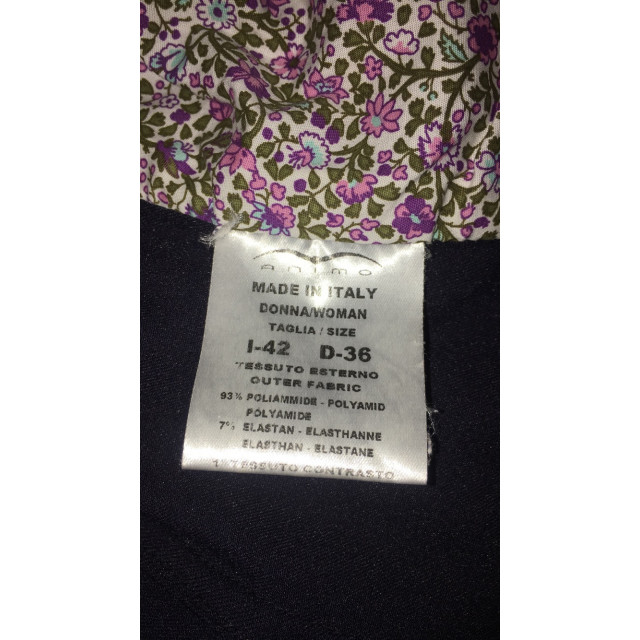 ANIMO
MADE IN ITALY
DONNA/WOMAN
TAGLIA / SIZE
I-42 D-36
TESSUTO ESTERNO
OUTER FABRIC
93% POLIAMMIDE - POLYAMID
POLYAMIDE
7% ELASTAN - ELASTHANNE
ELASTHAN - ELASTANE
1°TESSUTO CONTRASTO